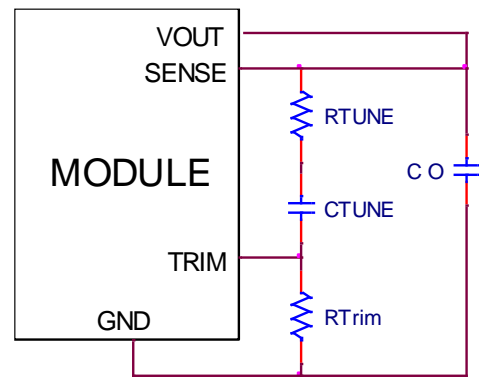 VOUT
SENSE
RTUNE
MODULE
C O
CTUNE
TRIM
GND
RTrim